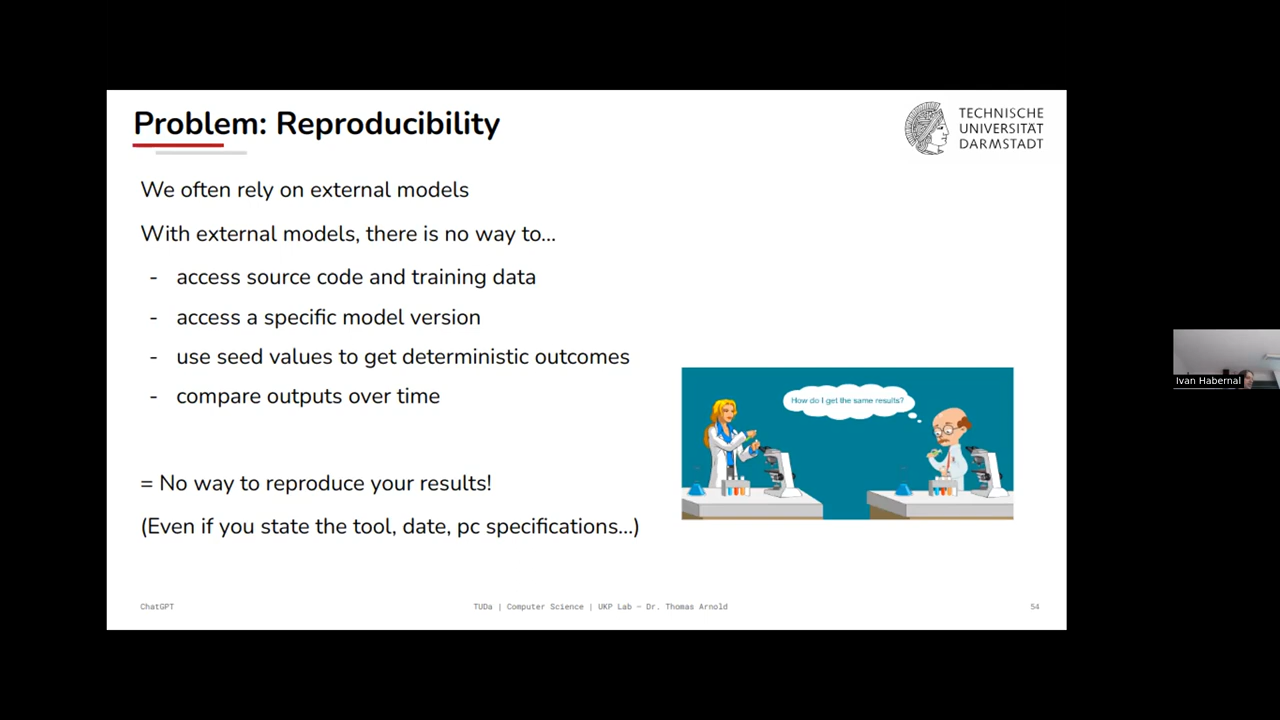 Problem: Reproducibility
TECHNISCHE
UNIVERSITÄT
DARMSTADT
We often rely on external models
With external models, there is no way to...
- access source code and training data
- access a specific model version
- use seed values to get deterministic outcomes
- compare outputs over time
How do I get the same results?
Ivan Habernal
= No way to reproduce your results!
(Even if you state the tool, date, pc specifications...)
ChatGPT
TUDa | Computer Science | UKP Lab – Dr. Thomas Arnold
54